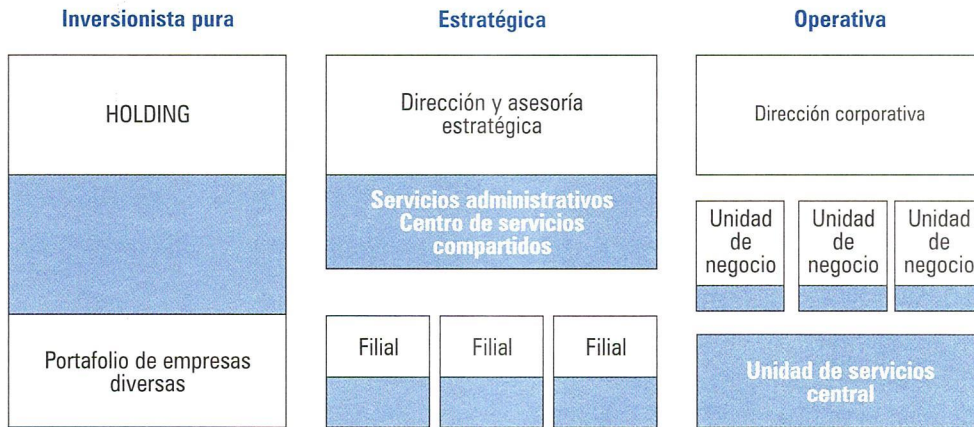 Inversionista pura
HOLDING
Portafolio de empresas
diversas
Estratégica
Dirección y asesoría
estratégica
Servicios administrativos
Centro de servicios
compartidos
Filial
Filial
Filial
Operativa
Dirección corporativa
Unidad
de
negocio
Unidad
de
negocio
Unidad
de
negocio
Unidad de servicios
central